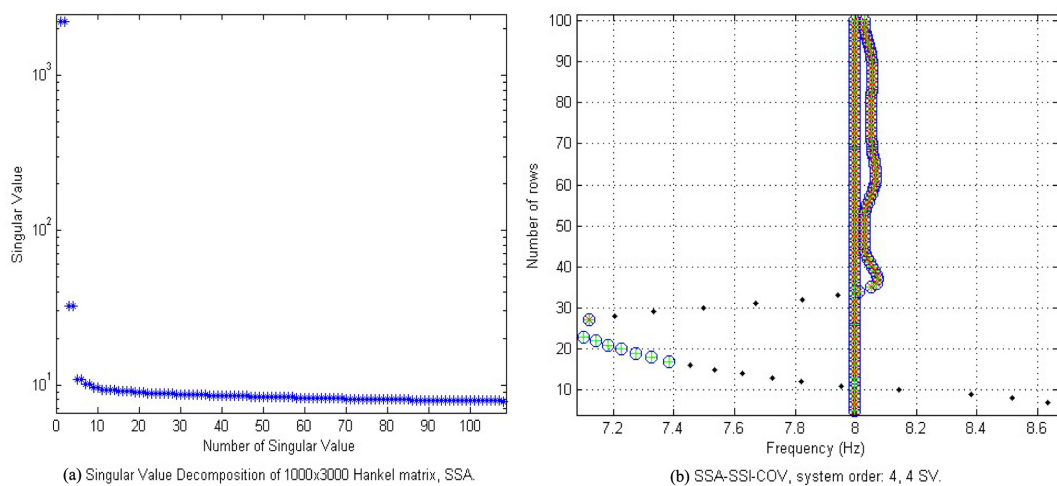 10^3
10^2
10^1
Singular Value
0 10 20 30 40 50 60 70 80 90 100
Number of Singular Value
(a) Singular Value Decomposition of 1000x3000 Hankel matrix, SSA.
100
90
80
70
60
50
40
30
20
10
Number of rows
7.2 7.4 7.6 7.8 8 8.2 8.4 8.6
Frequency (Hz)
(b) SSA-SSI-COV, system order: 4, 4 SV.